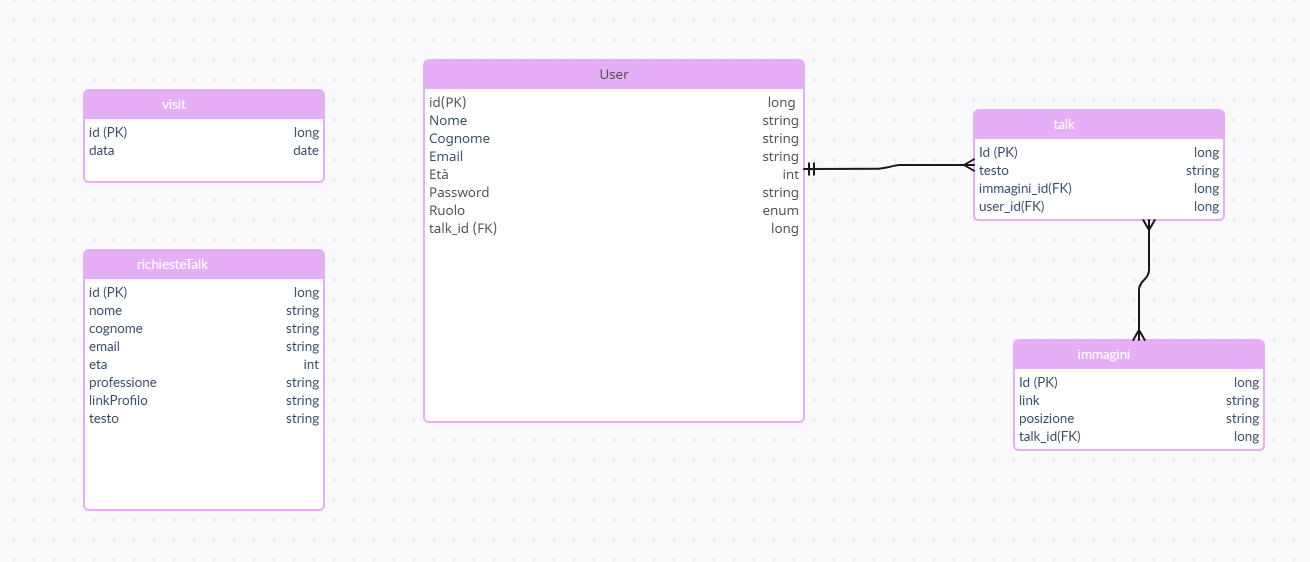 visit
id (PK) long
data date
richiesteTalk
id (PK) long
nome string
cognome string
email string
eta int
professione string
linkProfilo string
testo string
User
id(PK) long
Nome string
Cognome string
Email string
Età int
Password string
Ruolo enum
talk_id (FK) long
talk
Id (PK) long
testo string
immagini_id(FK) long
user_id(FK) long
immagini
Id (PK) long
link string
posizione string
talk_id(FK) long